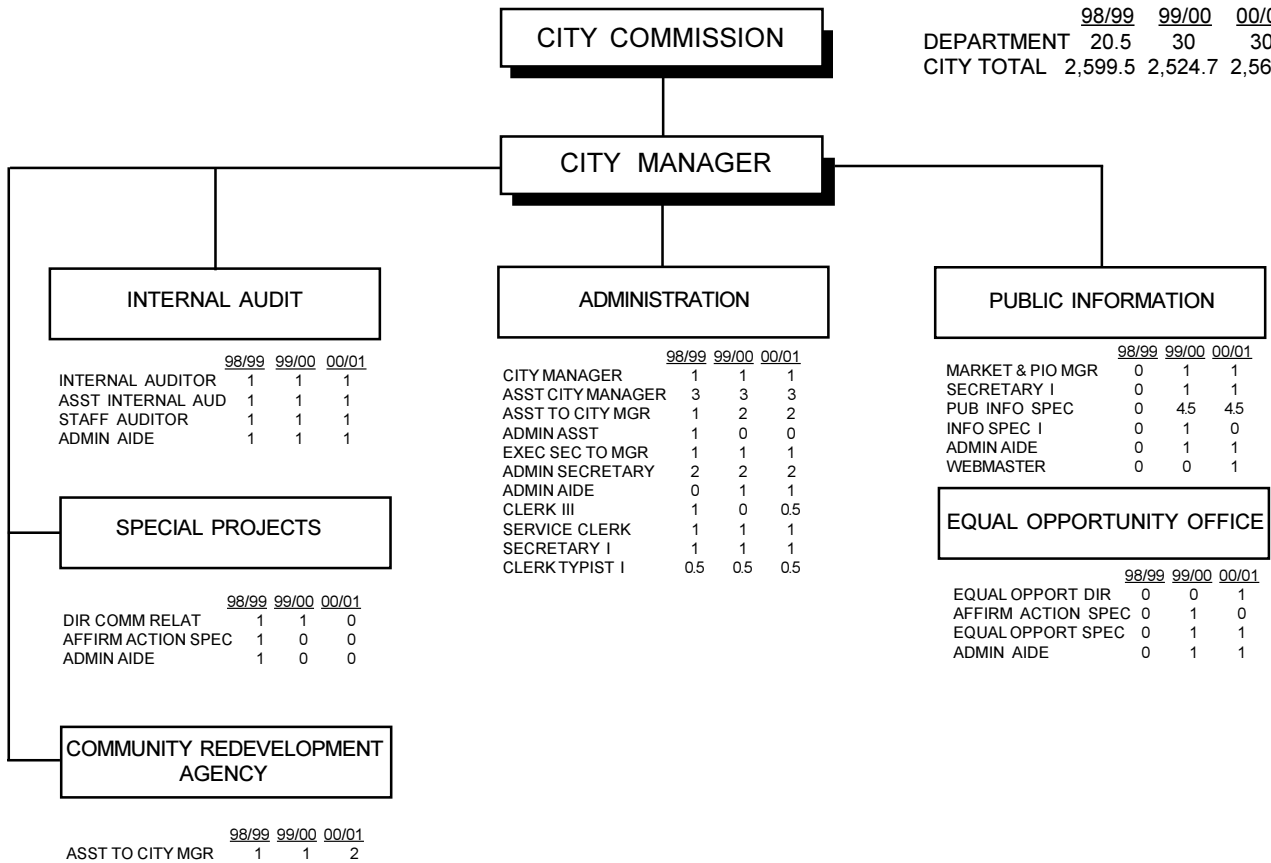 CITY COMMISSION
98/99 99/00
DEPARTMENT 20.5 30
CITY TOTAL 2,599.5 2,524.7
CITY MANAGER
INTERNAL AUDIT
98/99 99/00 00/01
INTERNAL AUDITOR 1 1 1
ASST INTERNAL AUD 1 1 1
STAFF AUDITOR 1 1 1
ADMIN AIDE 1 1 1
SPECIAL PROJECTS
98/99 99/00 00/01
DIR COMM RELAT 1 1 0
AFFIRM ACTION SPEC 1 0 0
ADMIN AIDE 1 0 0
COMMUNITY REDEVELOPMENT
AGENCY
98/99 99/00 00/01
ASST TO CITY MGR 1 1 2
ADMINISTRATION
98/99 99/00 00/01
CITY MANAGER 1 1 1
ASST CITY MANAGER 3 3 3
ASST TO CITY MGR 1 2 2
ADMIN ASST 1 0 0
EXEC SEC TO MGR 1 1 1
ADMIN SECRETARY 2 2 2
ADMIN AIDE 0 1 1
CLERK III 1 0 0.5
SERVICE CLERK 1 1 1
SECRETARY I 1 1 1
CLERK TYPIST I 0.5 0.5 0.5
PUBLIC INFORMATION
98/99 99/00 00/01
MARKET & PIO MGR 0 1 1
SECRETARY I 0 1 1
PUB INFO SPEC 0 4.5 4.5
INFO SPEC I 0 1 0
ADMIN AIDE 0 1 1
WEBMASTER 0 0 1
EQUAL OPPORTUNITY OFFICE
98/99 99/00 00/01
EQUAL OPPORT DIR 0 0 1
AFFIRM ACTION SPEC 0 1 0
EQUAL OPPORT SPEC 0 1 1
ADMIN AIDE 0 1 1